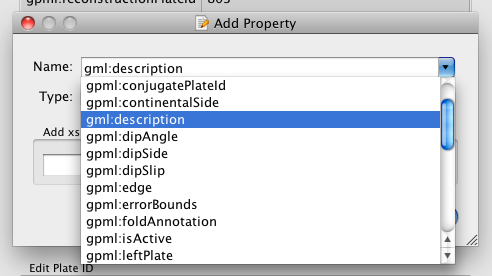 gpml:reconstructionPlateId 603
Add Property
Name: gml:description
Type:
gpml:conjugatePlateId
gpml:continentalSide
gml:description
gpml:dipAngle
Add xs
gpml:dipSide
gpml:dipSlip
gpml:edge
gpml:errorBounds
gpml:foldAnnotation
gpml:isActive
gpml:leftPlate
Edit Plate ID